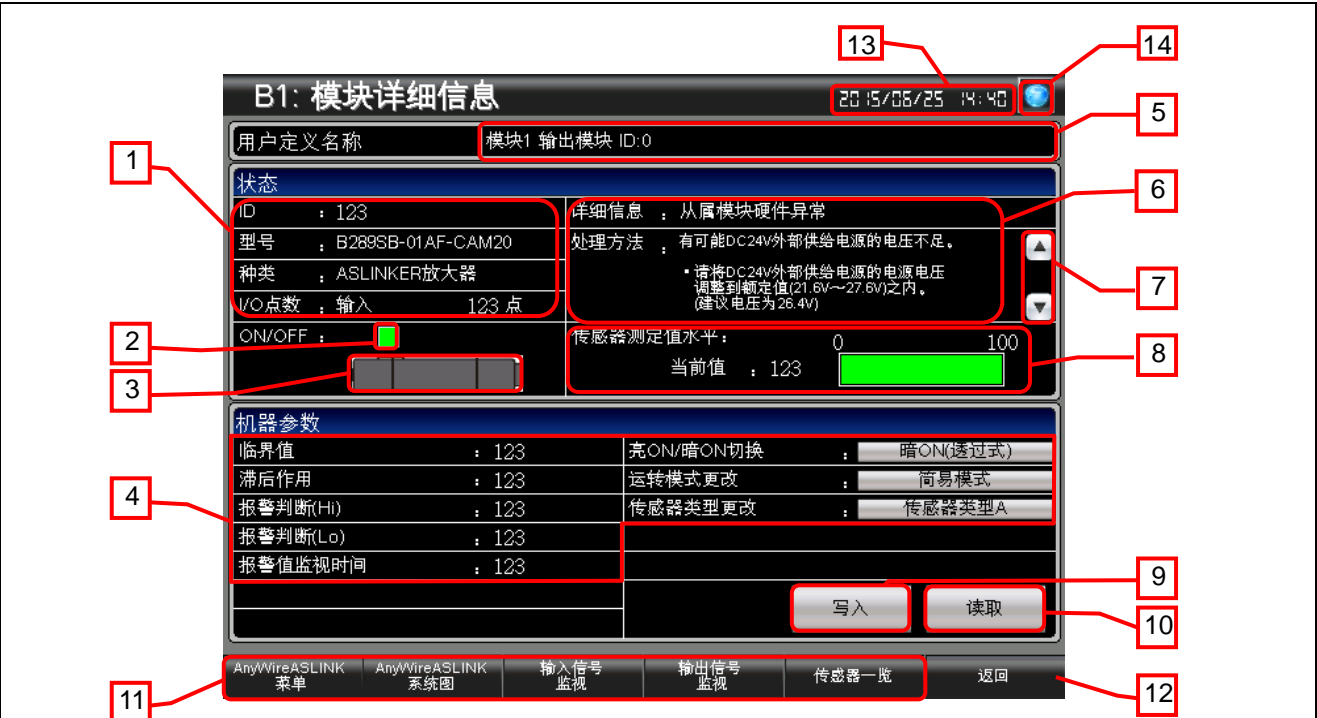 13
14
B1: 模块详细信息
2015/06/25 14:40
5
用户定义名称
模块1 输出模块 ID:0
1
状态
6
ID : 123
详细信息 : 从属模块硬件异常
型号 : B289SB-01AF-CAM20
处理方法 : 有可能DC24V外部供给电源的电压不足。
种类 : ASLINKER放大器
・请将DC24V外部供给电源的电源电压
调整到额定值(21.6V～27.6V)之内。
(建议电压为26.4V)
7
I/O点数 : 输入 123 点
2
ON/OFF :
传感器测定值水平:
0 100
8
当前值 : 123
3
机器参数
临界值 : 123
亮ON/暗ON切换 : 暗ON(透过式)
滞后作用 : 123
运转模式更改 : 简易模式
4
报警判断(Hi) : 123
传感器类型更改 : 传感器类型A
报警判断(Lo) : 123
报警值监视时间 : 123
9
写入
读取
10
AnyWireASLINK
菜单
AnyWireASLINK
系统图
输入信号
监视
输出信号
监视
传感器一览
返回
11
12